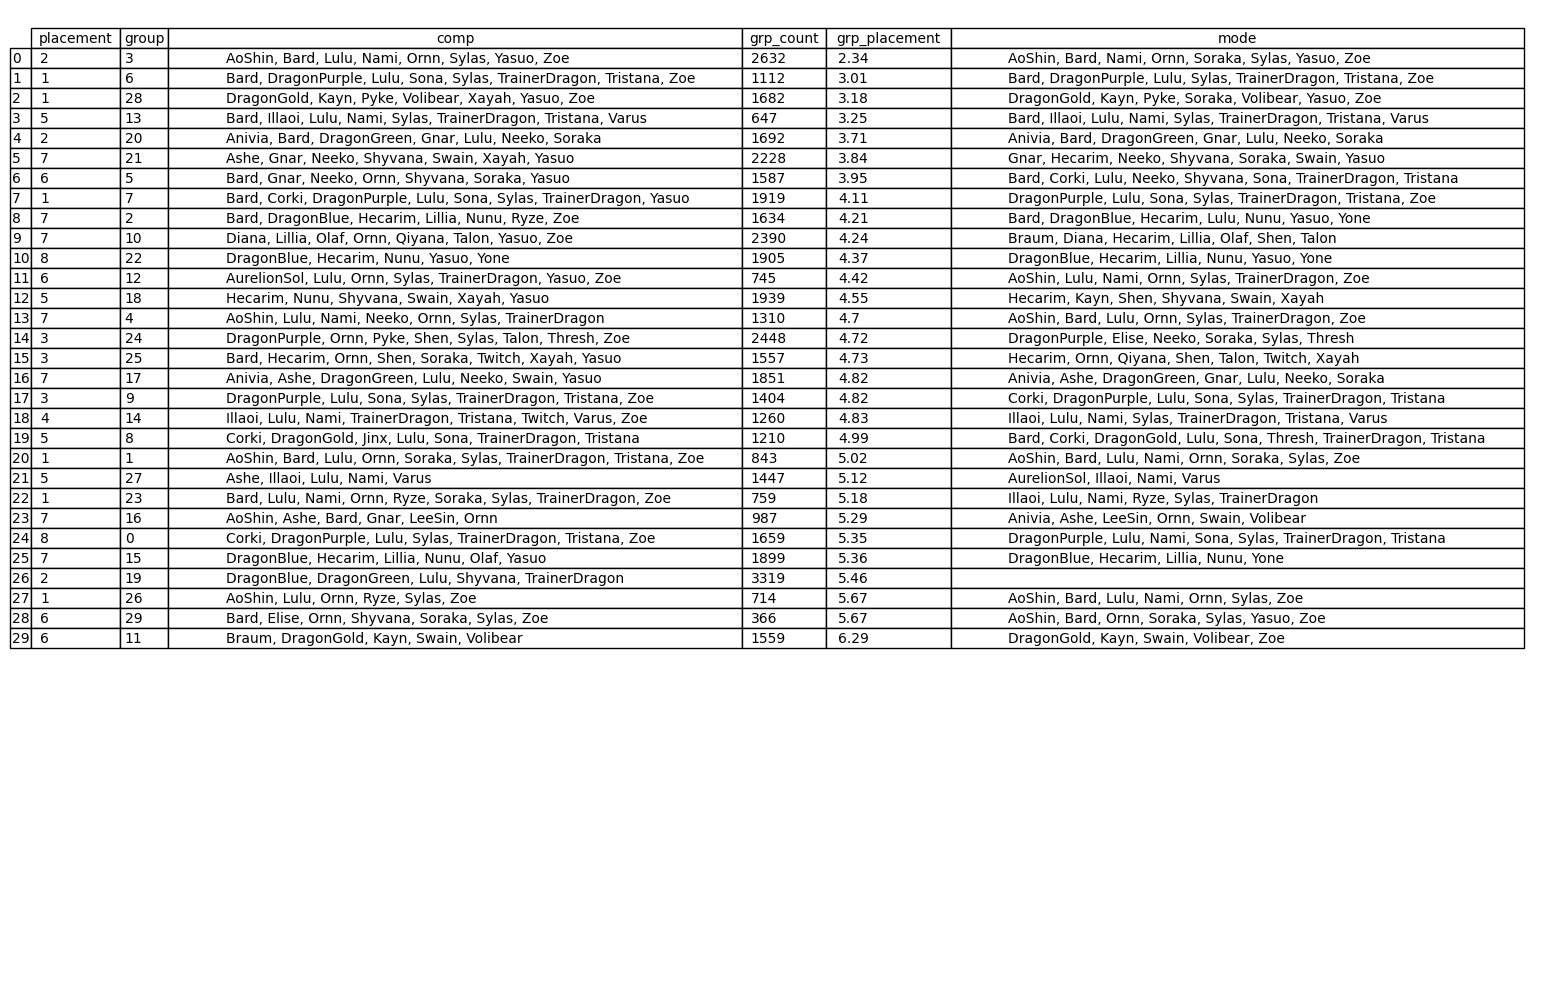 placement group comp grp_count grp_placement mode
0 2 3 AoShin, Bard, Lulu, Nami, Ornn, Sylas, Yasuo, Zoe 2632 2.34 AoShin, Bard, Nami, Ornn, Soraka, Sylas, Yasuo, Zoe
1 1 6 Bard, DragonPurple, Lulu, Sona, Sylas, TrainerDragon, Tristana, Zoe 1112 3.01 Bard, DragonPurple, Lulu, Sylas, TrainerDragon, Tristana, Zoe
2 1 28 DragonGold, Kayn, Pyke, Volibear, Xayah, Yasuo, Zoe 1682 3.18 DragonGold, Kayn, Pyke, Soraka, Volibear, Yasuo, Zoe
3 5 13 Bard, Illaoi, Lulu, Nami, Sylas, TrainerDragon, Tristana, Varus 647 3.25 Bard, Illaoi, Lulu, Nami, Sylas, TrainerDragon, Tristana, Varus
4 2 20 Anivia, Bard, DragonGreen, Gnar, Lulu, Neeko, Soraka 1692 3.71 Anivia, Bard, DragonGreen, Gnar, Lulu, Neeko, Soraka
5 7 21 Ashe, Gnar, Neeko, Shyvana, Swain, Xayah, Yasuo 2228 3.84 Gnar, Hecarim, Neeko, Shyvana, Soraka, Swain, Yasuo
6 6 5 Bard, Gnar, Neeko, Ornn, Shyvana, Soraka, Yasuo 1587 3.95 Bard, Corki, Lulu, Neeko, Shyvana, Sona, TrainerDragon, Tristana
7 1 7 Bard, Corki, DragonPurple, Lulu, Sona, Sylas, TrainerDragon, Yasuo 1919 4.11 DragonPurple, Lulu, Sona, Sylas, TrainerDragon, Tristana, Zoe
8 7 2 Bard, DragonBlue, Hecarim, Lillia, Nunu, Ryze, Zoe 1634 4.21 Bard, DragonBlue, Hecarim, Lulu, Nunu, Yasuo, Yone
9 7 10 Diana, Lillia, Olaf, Ornn, Qiyana, Talon, Yasuo, Zoe 2390 4.24 Braum, Diana, Hecarim, Lillia, Olaf, Shen, Talon
10 8 22 DragonBlue, Hecarim, Nunu, Yasuo, Yone 1905 4.37 DragonBlue, Hecarim, Lillia, Nunu, Yasuo, Yone
11 6 12 AurelionSol, Lulu, Ornn, Sylas, TrainerDragon, Yasuo, Zoe 745 4.42 AoShin, Lulu, Nami, Ornn, Sylas, TrainerDragon, Zoe
12 5 18 Hecarim, Nunu, Shyvana, Swain, Xayah, Yasuo 1939 4.55 Hecarim, Kayn, Shen, Shyvana, Swain, Xayah
13 7 4 AoShin, Lulu, Nami, Neeko, Ornn, Sylas, TrainerDragon 1310 4.7 AoShin, Bard, Lulu, Ornn, Sylas, TrainerDragon, Zoe
14 3 24 DragonPurple, Ornn, Pyke, Shen, Sylas, Talon, Thresh, Zoe 2448 4.72 DragonPurple, Elise, Neeko, Soraka, Sylas, Thresh
15 3 25 Bard, Hecarim, Ornn, Shen, Soraka, Twitch, Xayah, Yasuo 1557 4.73 Hecarim, Ornn, Qiyana, Shen, Talon, Twitch, Xayah
16 7 17 Anivia, Ashe, DragonGreen, Lulu, Neeko, Swain, Yasuo 1851 4.82 Anivia, Ashe, DragonGreen, Gnar, Lulu, Neeko, Soraka
17 3 9 DragonPurple, Lulu, Sona, Sylas, TrainerDragon, Tristana, Zoe 1404 4.82 Corki, DragonPurple, Lulu, Sona, Sylas, TrainerDragon, Tristana
18 4 14 Illaoi, Lulu, Nami, TrainerDragon, Tristana, Twitch, Varus, Zoe 1260 4.83 Illaoi, Lulu, Nami, Sylas, TrainerDragon, Tristana, Varus
19 5 8 Corki, DragonGold, Jinx, Lulu, Sona, TrainerDragon, Tristana 1210 4.99 Bard, Corki, DragonGold, Lulu, Sona, Thresh, TrainerDragon, Tristana
20 1 1 AoShin, Bard, Lulu, Ornn, Soraka, Sylas, TrainerDragon, Tristana, Zoe 843 5.02 AoShin, Bard, Lulu, Nami, Ornn, Soraka, Sylas, Zoe
21 5 27 Ashe, Illaoi, Lulu, Nami, Varus 1447 5.12 AurelionSol, Illaoi, Nami, Varus
22 1 23 Bard, Lulu, Nami, Ornn, Ryze, Soraka, Sylas, TrainerDragon, Zoe 759 5.18 Illaoi, Lulu, Nami, Ryze, Sylas, TrainerDragon
23 7 16 AoShin, Ashe, Bard, Gnar, LeeSin, Ornn 987 5.29 Anivia, Ashe, LeeSin, Ornn, Swain, Volibear
24 8 0 Corki, DragonPurple, Lulu, Sylas, TrainerDragon, Tristana, Zoe 1659 5.35 DragonPurple, Lulu, Nami, Sona, Sylas, TrainerDragon, Tristana
25 7 15 DragonBlue, Hecarim, Lillia, Nunu, Olaf, Yasuo 1899 5.36 DragonBlue, Hecarim, Lillia, Nunu, Yone
26 2 19 DragonBlue, DragonGreen, Lulu, Shyvana, TrainerDragon 3319 5.46
27 1 26 AoShin, Lulu, Ornn, Ryze, Sylas, Zoe 714 5.67 AoShin, Bard, Lulu, Nami, Ornn, Sylas, Zoe
28 6 29 Bard, Elise, Ornn, Shyvana, Soraka, Sylas, Zoe 366 5.67 AoShin, Bard, Ornn, Soraka, Sylas, Yasuo, Zoe
29 6 11 Braum, DragonGold, Kayn, Swain, Volibear 1559 6.29 DragonGold, Kayn, Swain, Volibear, Zoe